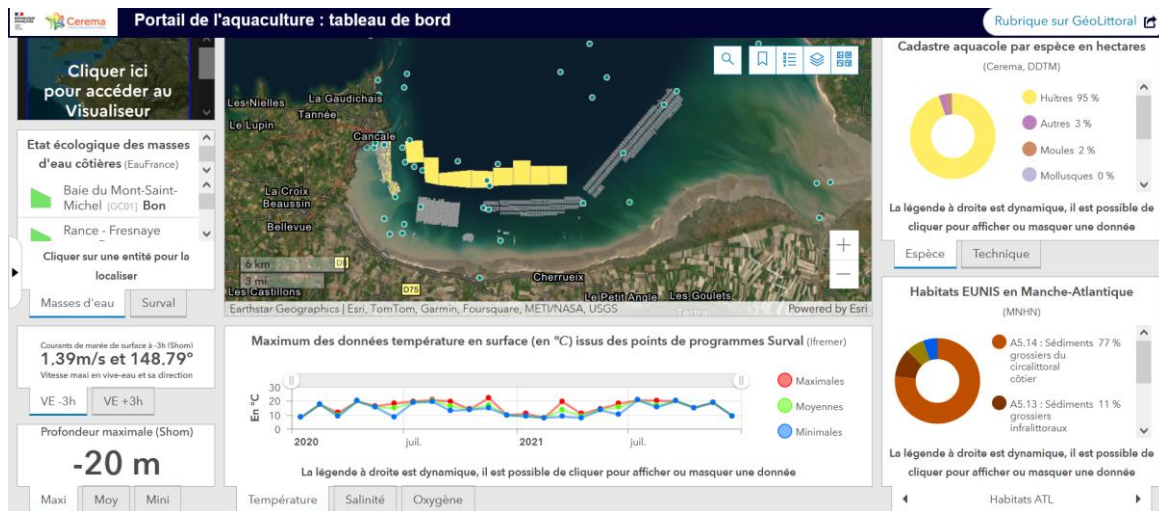 Cerema
Portail de l'aquaculture : tableau de bord
Rubrique sur GéoLittoral
Cliquer ici
pour accéder au
Visualiseur
Etat écologique des masses
d'eau côtières (EauFrance)
Baie du Mont-Saint-
Michel [GC01] Bon
Rance - Fresnaye
Cliquer sur une entité pour la
localiser
Masses d'eau
Surval
Courants de marée de surface à -3h (Shom)
1,39m/s et 148,79°
Vitesse maxi en vive-eau et sa direction
VE -3h
VE +3h
Profondeur maximale (Shom)
-20 m
Maxi
Moy
Mini
Les Nielles
La Gaudichais
Tannée
Le Lupin
Cancale
La Croix
Beaussin
Bellevue
6 km
3 mi
D75
Cherrueix
Les Castillons
Le Petit Angle
Les Goulets
Tertral
Earthstar Geographics | Esri, TomTom, Garmin, Foursquare, METI/NASA, USGS
Powered by Esri
Maximum des données température en surface (en °C) issus des points de programmes Surval (Ifremer)
En °C
30
20
10
0
2020
juil.
2021
juil.
Maximales
Moyennes
Minimales
La légende à droite est dynamique, il est possible de cliquer pour afficher ou masquer une donnée
Température
Salinité
Oxygène
Cadastre aquacole par espèce en hectares
(Cerema, DDTM)
Huîtres 95 %
Autres 3 %
Moules 2 %
Mollusques 0 %
La légende à droite est dynamique, il est possible de
cliquer pour afficher ou masquer une donnée
Espèce
Technique
Habitats EUNIS en Manche-Atlantique
(MNHN)
A5.14 : Sédiments 77 %
grossiers du
circalittoral
côtier
A5.13 : Sédiments 11 %
grossiers
infralittoraux
La légende à droite est dynamique, il est possible de
cliquer pour afficher ou masquer une donnée
Habitats ATL